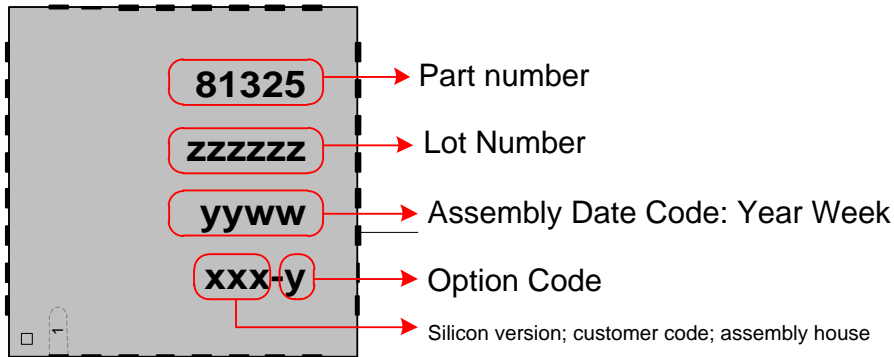 81325 Part number
zzzzzz Lot Number
yyww Assembly Date Code: Year Week
xxx-y Option Code
Silicon version; customer code; assembly house
1